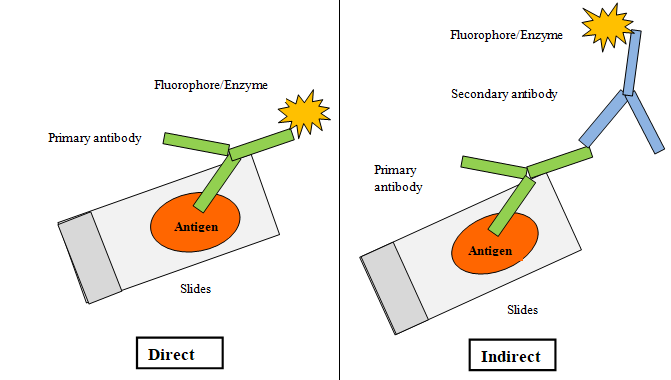 Fluorophore/Enzyme
Primary antibody
Antigen
Slides
Direct
Fluorophore/Enzyme
Secondary antibody
Primary
antibody
Antigen
Slides
Indirect